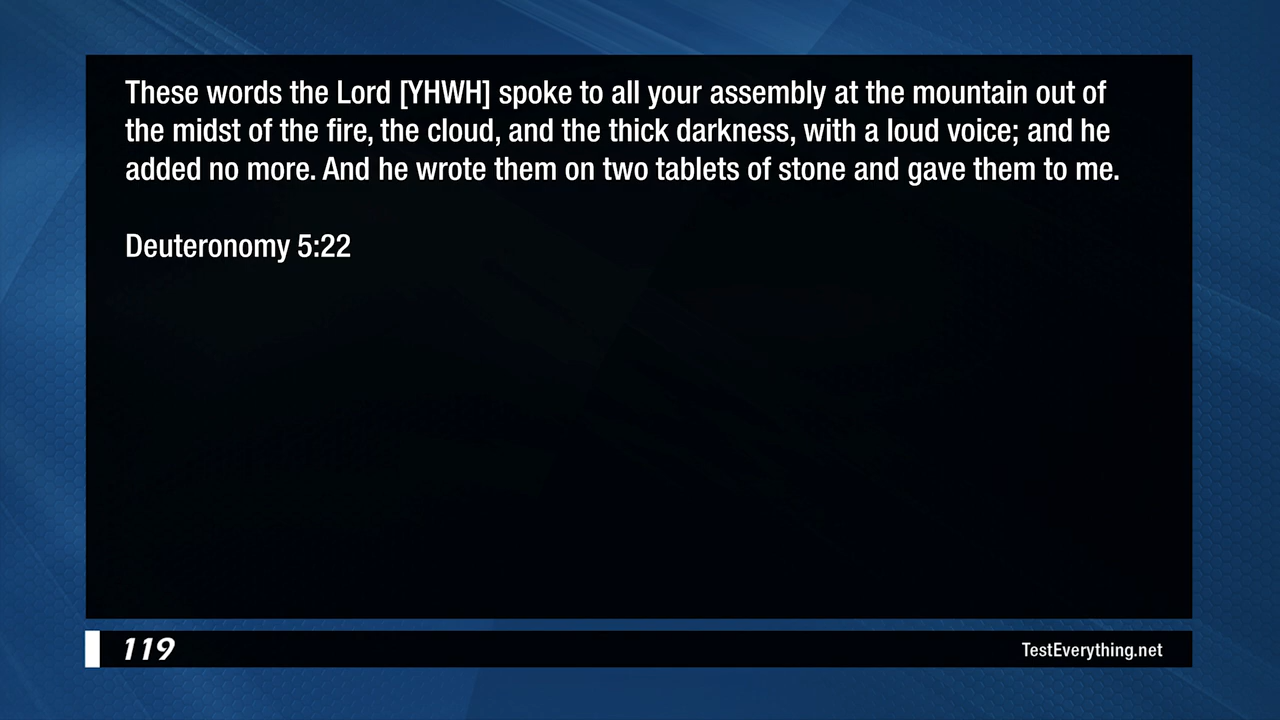 These words the Lord [YHWH] spoke to all your assembly at the mountain out of
the midst of the fire, the cloud, and the thick darkness, with a loud voice; and he
added no more. And he wrote them on two tablets of stone and gave them to me.
Deuteronomy 5:22
119
TestEverything.net